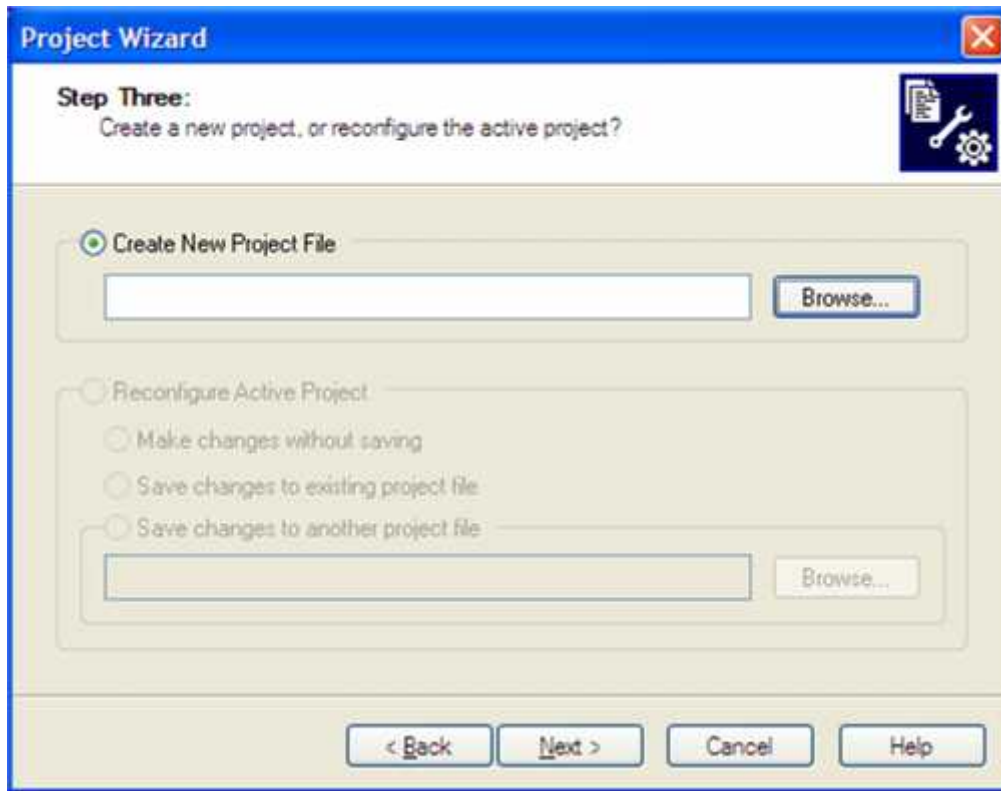 Project Wizard
Step Three:
Create a new project, or reconfigure the active project?
Create New Project File
Browse...
Reconfigure Active Project
Make changes without saving
Save changes to existing project file
Save changes to another project file
Browse...
< Back Next > Cancel Help